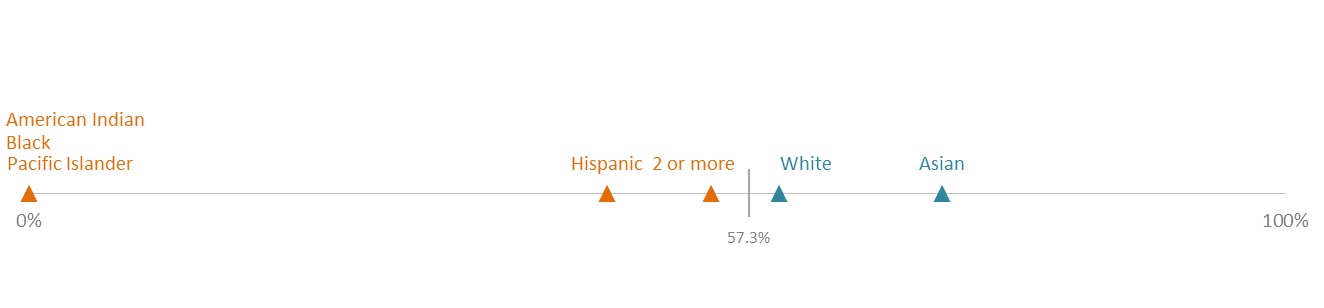 American Indian
Black
Pacific Islander
Hispanic 2 or more White Asian
0% 100%
57.3%